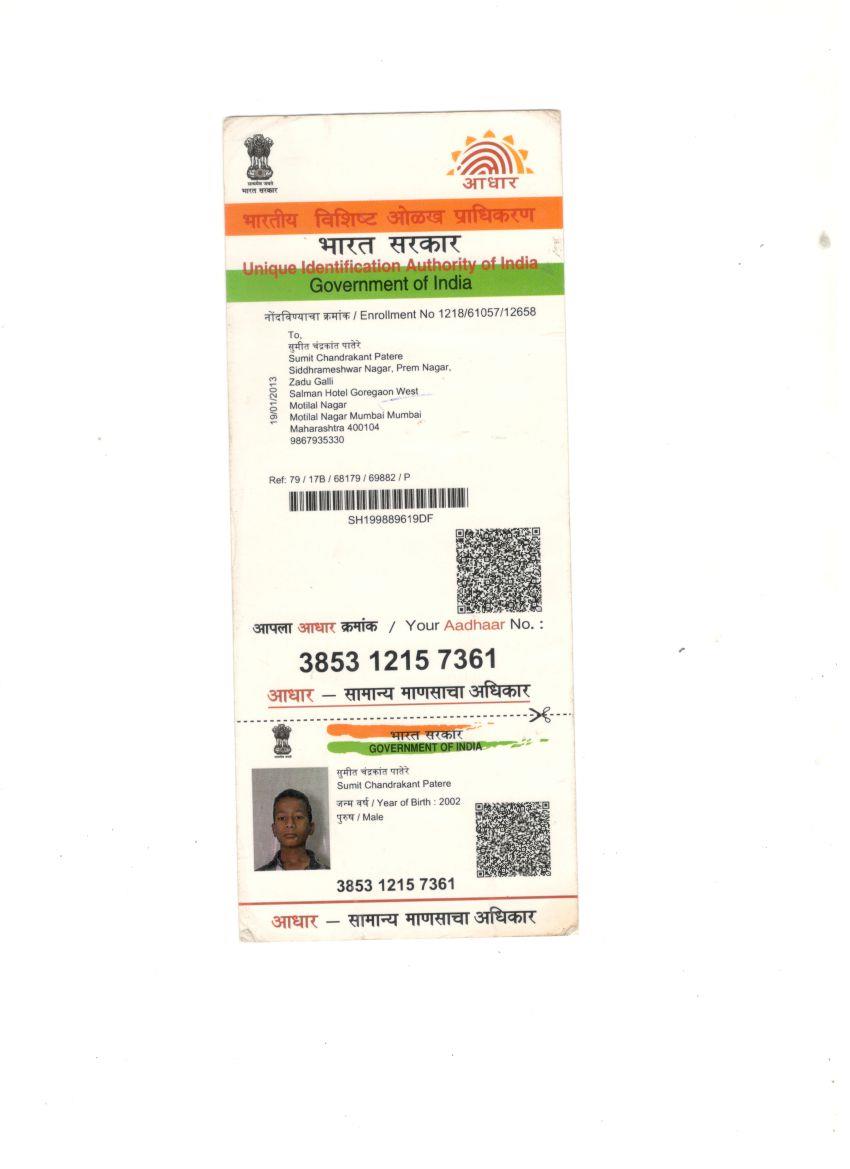 सत्यमेव जयते
भारत सरकार
आधार
भारतीय विशिष्ट ओळख प्राधिकरण
भारत सरकार
Unique Identification Authority of India
Government of India
नोंदविण्याचा क्रमांक / Enrollment No 1218/61057/12658
To,
सुमीत चंद्रकांत पातेरे
Sumit Chandrakant Patere
Siddhrameshwar Nagar, Prem Nagar,
Zadu Galli
Salman Hotel Goregaon West
Motilal Nagar
Motilal Nagar Mumbai Mumbai
Maharashtra 400104
9867935330
19/01/2013
Ref: 79 / 17B / 68179 / 69882 / P
SH199889619DF
आपला आधार क्रमांक / Your Aadhaar No. :
3853 1215 7361
आधार — सामान्य माणसाचा अधिकार
भारत सरकार
GOVERNMENT OF INDIA
सुमीत चंद्रकांत पातेरे
Sumit Chandrakant Patere
जन्म वर्ष / Year of Birth : 2002
पुरुष / Male
3853 1215 7361
आधार — सामान्य माणसाचा अधिकार